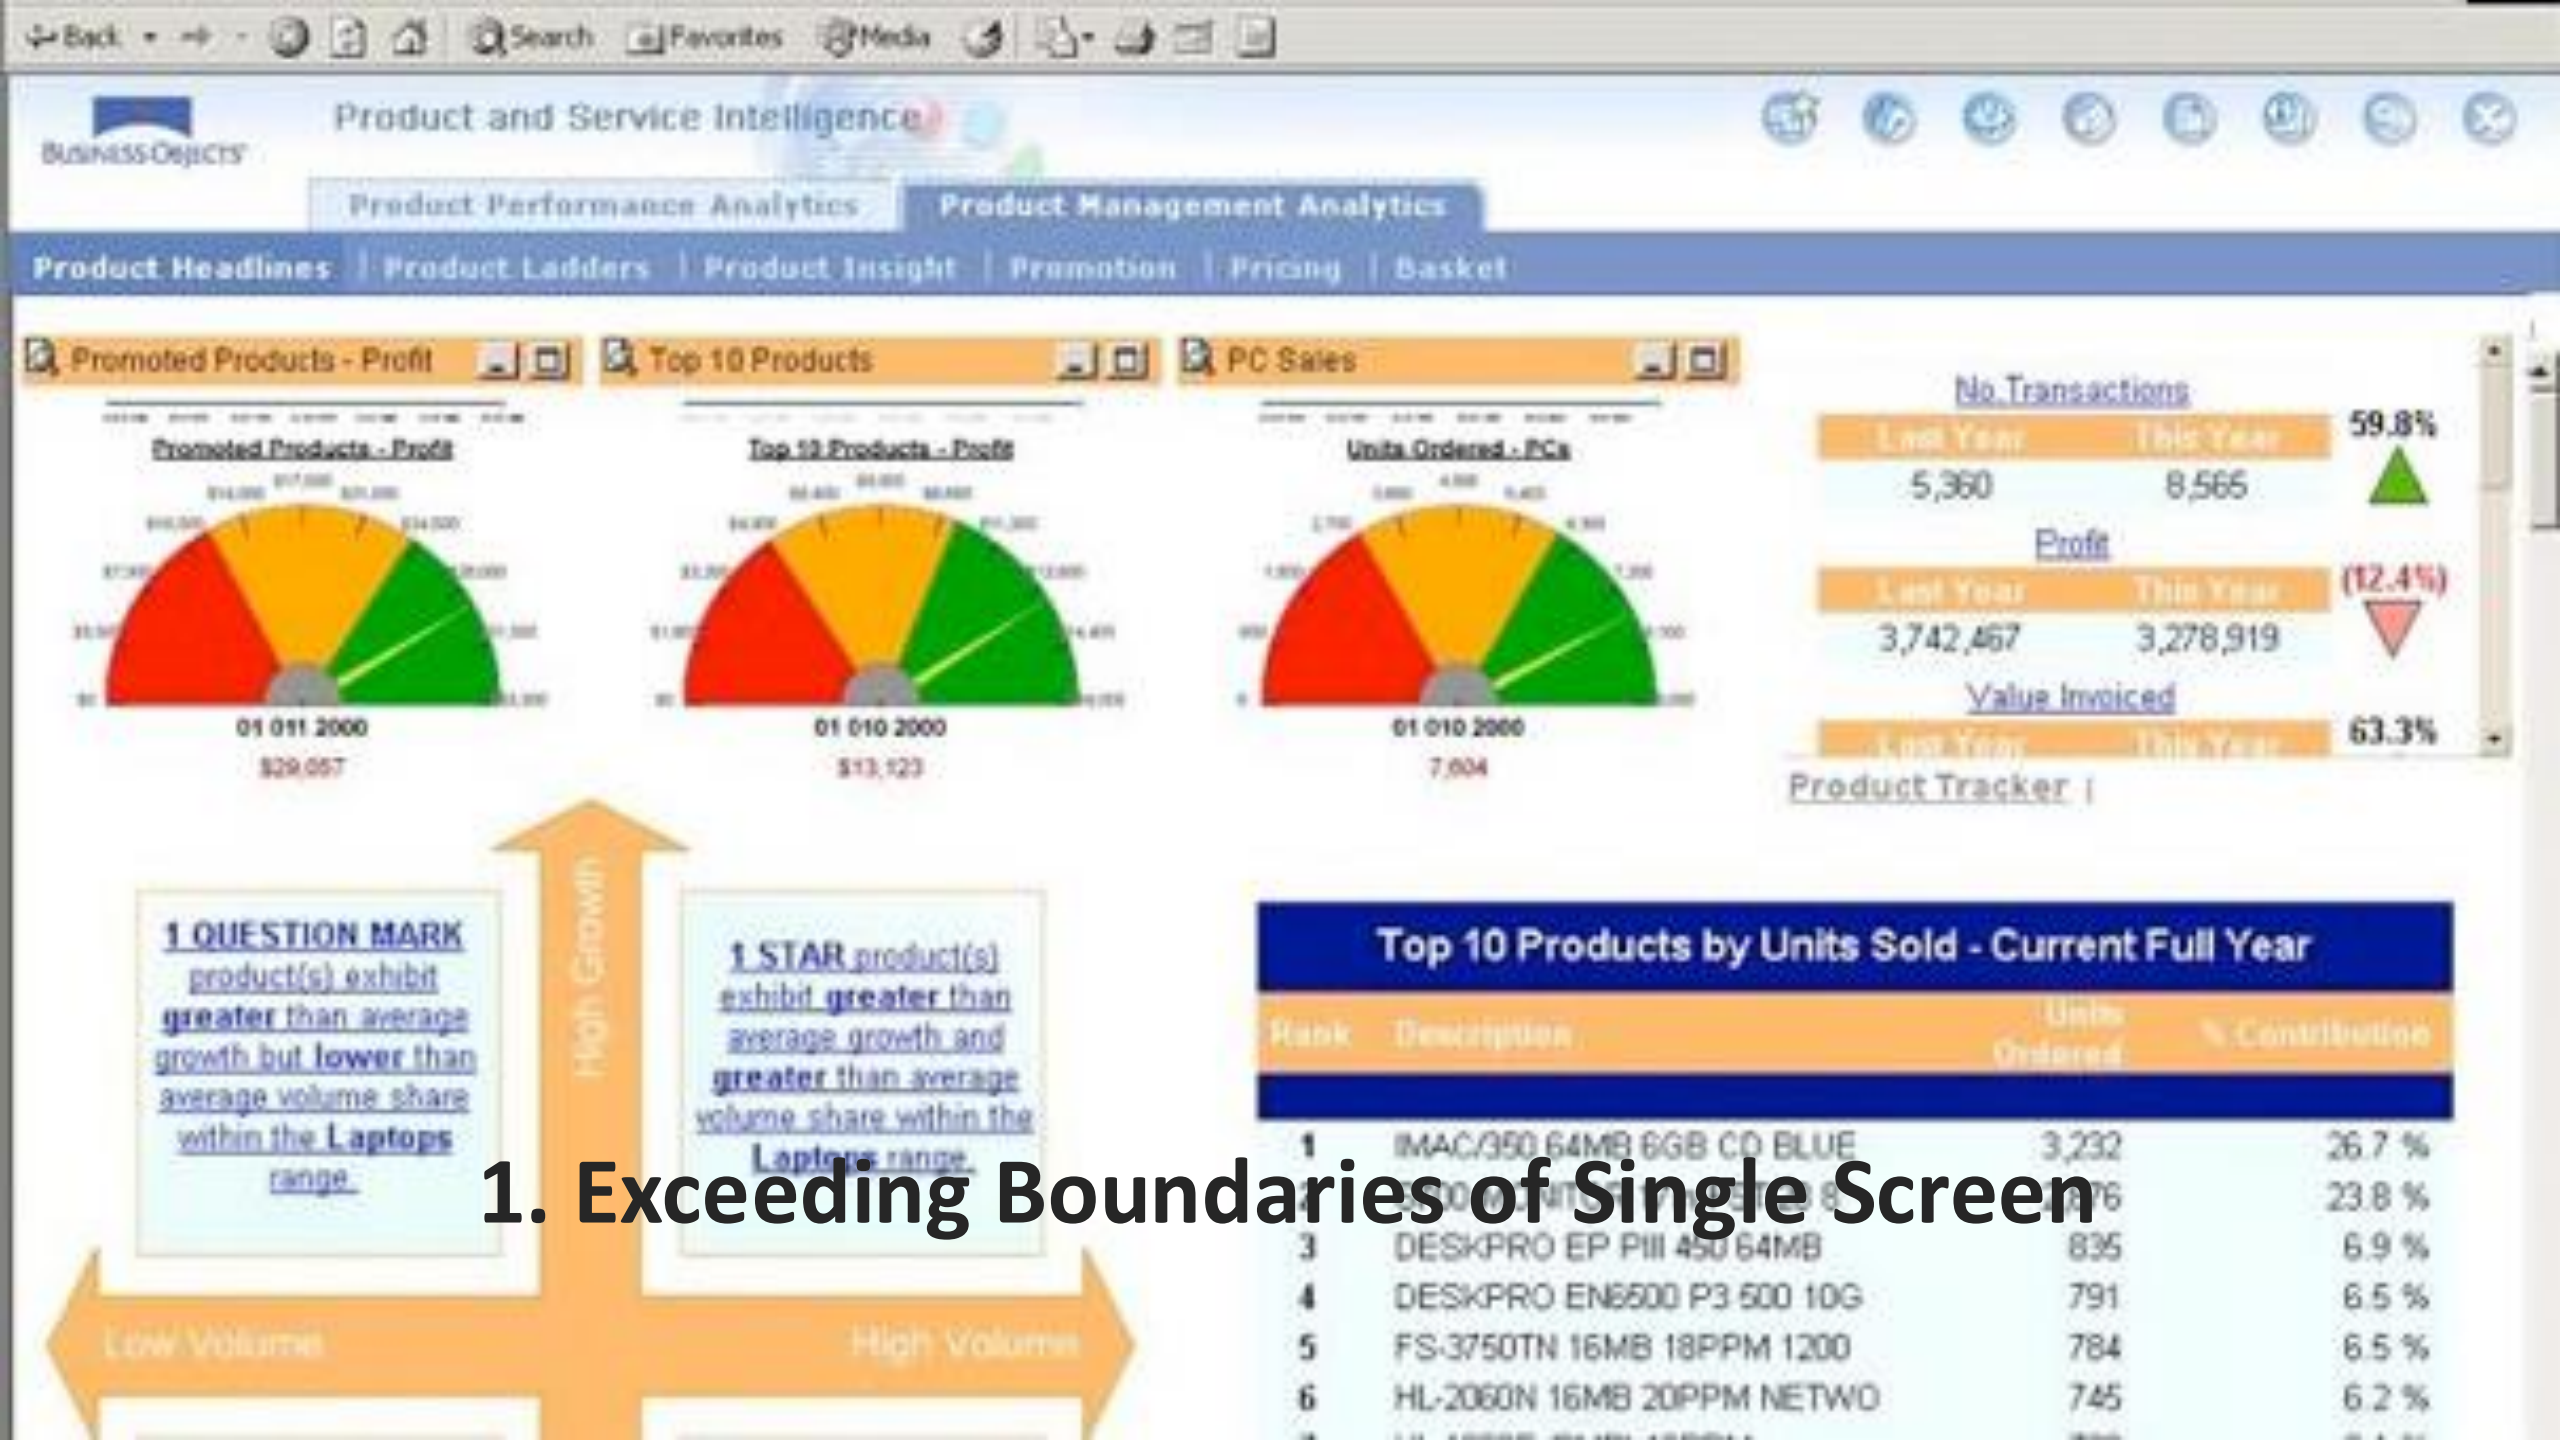 Back
Search
Favorites
Media
BUSINESS OBJECTS
Product and Service Intelligence
Product Performance Analytics
Product Management Analytics
Product Headlines | Product Ladders | Product Insight | Promotion | Pricing | Basket
Promoted Products - Profit
Top 10 Products
PC Sales
Promoted Products - Profit
01 011 2000
$29,057
Top 10 Products - Profit
01 010 2000
$13,123
Units Ordered - PCs
01 010 2000
7,604
No Transactions
Last Year This Year
59.8%
5,360 8,565
Profit
Last Year This Year
(12.4%)
3,742,467 3,278,919
Value Invoiced
Last Year This Year
63.3%
Product Tracker |
High Growth
1 QUESTION MARK
product(s) exhibit
greater than average
growth but lower than
average volume share
within the Laptops
range.
1 STAR product(s)
exhibit greater than
average growth and
greater than average
volume share within the
Laptops range.
Low Volume
High Volume
Top 10 Products by Units Sold - Current Full Year
Rank Description Units Ordered % Contribution
1 IMAC/350 64MB 6GB CD BLUE 3,232 26.7 %
23.8 %
3 DESKPRO EP PIII 450 64MB 835 6.9 %
4 DESKPRO EN6500 P3 500 10G 791 6.5 %
5 FS-3750TN 16MB 18PPM 1200 784 6.5 %
6 HL-2060N 16MB 20PPM NETWO 745 6.2 %
1. Exceeding Boundaries of Single Screen